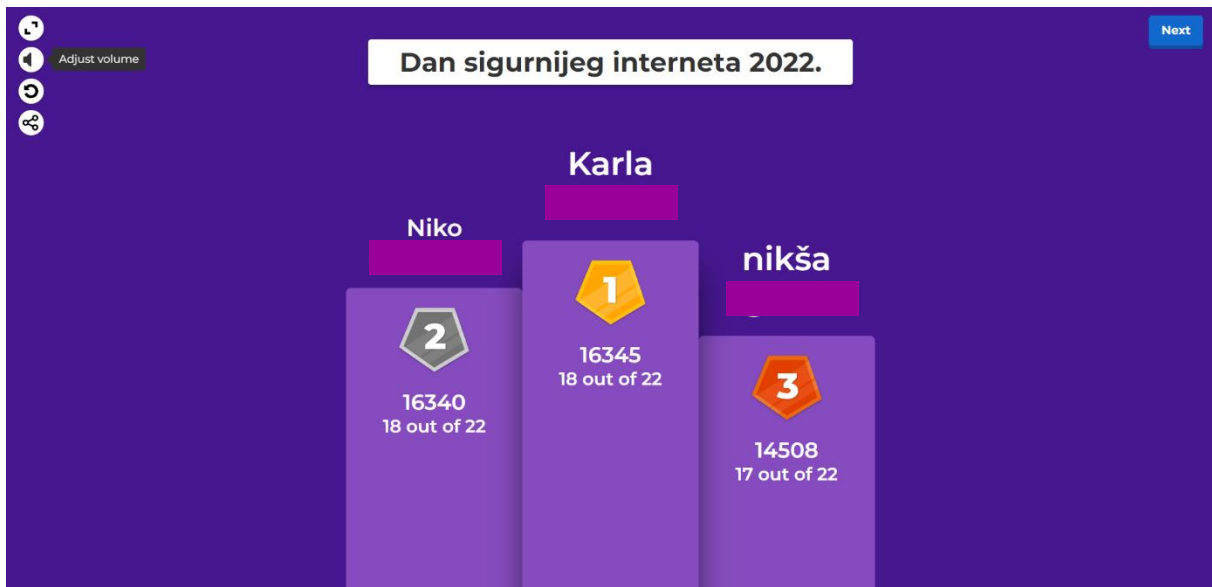 Next
Adjust volume
Dan sigurnijeg interneta 2022.
Karla
Niko
nikša
1
16345
18 out of 22
2
16340
18 out of 22
3
14508
17 out of 22